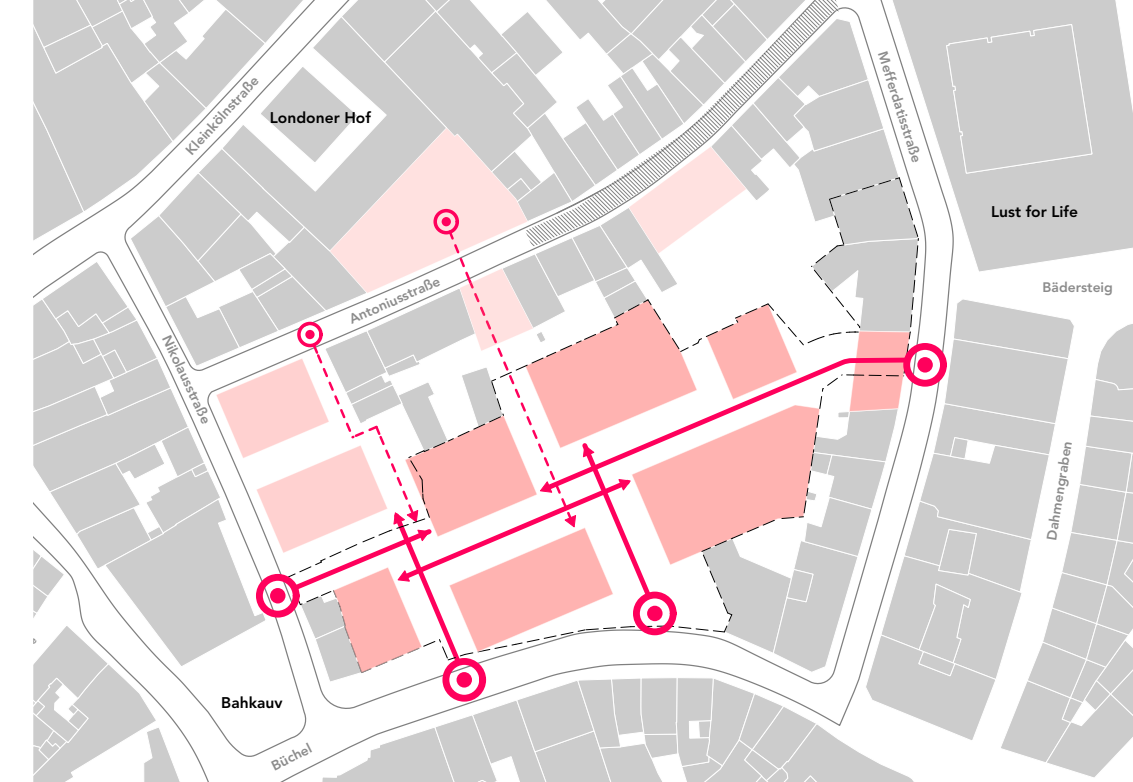 Kleinkölnstraße
Londoner Hof
Mefferdatisstraße
Lust for Life
Bädersteig
Antoniusstraße
Nikolausstraße
Dahmengraben
Bahkauv
Büchel